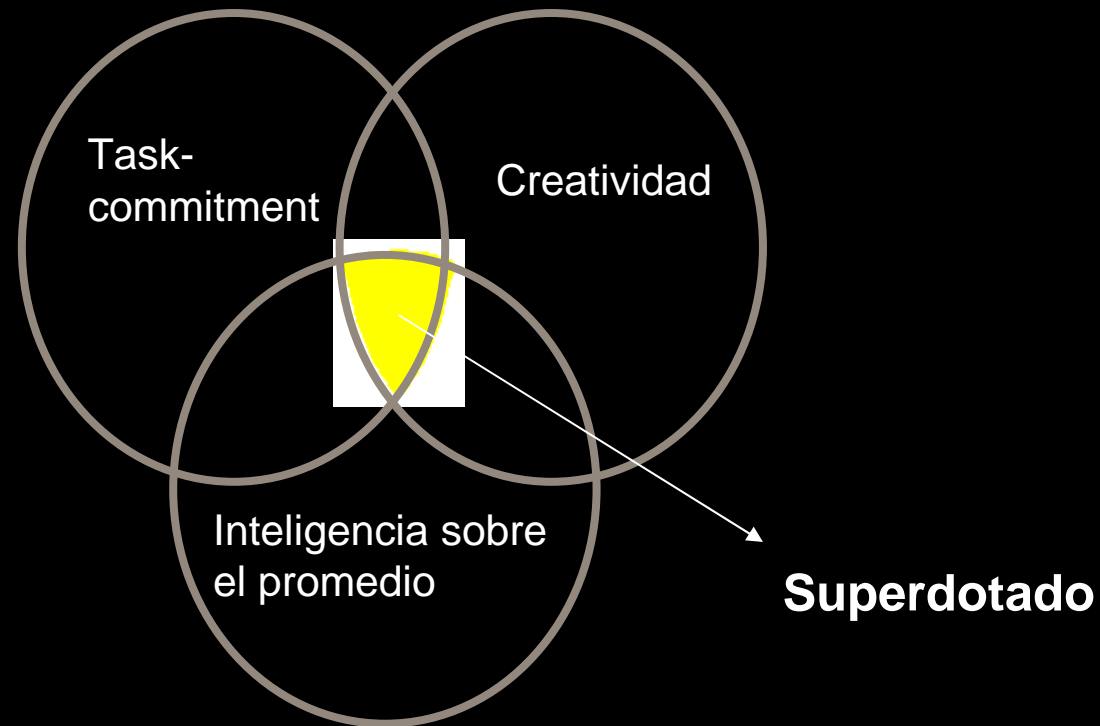 Task-
commitment
Creatividad
Inteligencia sobre
el promedio
Superdotado